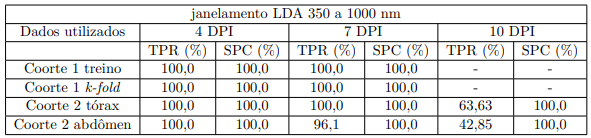 janelamento LDA 350 a 1000 nm
Dados utilizados 4 DPI 7 DPI 10 DPI
TPR (%) SPC (%) TPR (%) SPC (%) TPR (%) SPC (%)
Coorte 1 treino 100,0 100,0 100,0 100,0 - -
Coorte 1 k-fold 100,0 100,0 100,0 100,0 - -
Coorte 2 tórax 100,0 100,0 100,0 100,0 63,63 100,0
Coorte 2 abdômen 100,0 100,0 96,1 100,0 42,85 100,0